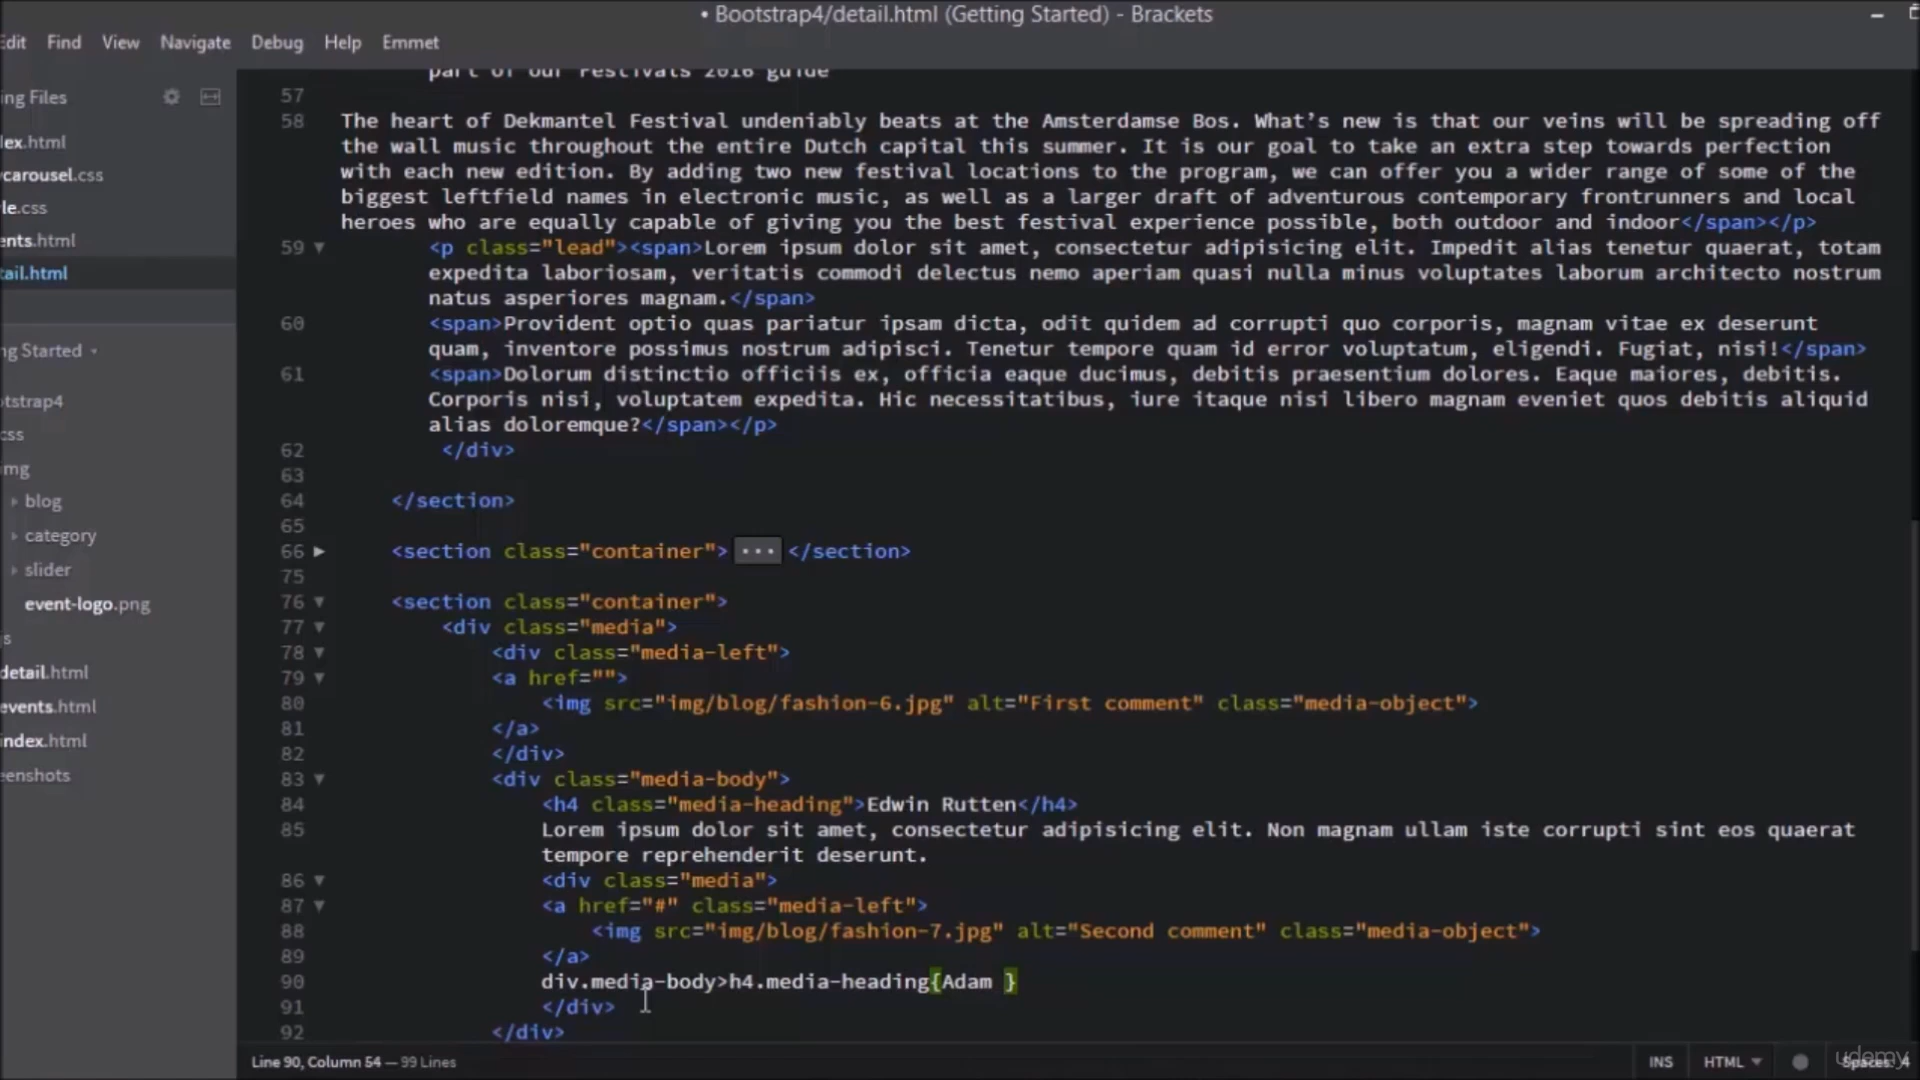 • Bootstrap4/detail.html (Getting Started) - Brackets
Edit Find View Navigate Debug Help Emmet
ing Files
ex.html
carousel.css
le.css
ents.html
tail.html
ng Started
otstrap4
css
img
blog
category
slider
event-logo.png
s
detail.html
events.html
index.html
eenshots
part of our Festivals 2016 guide
57
58 The heart of Dekmantel Festival undeniably beats at the Amsterdamse Bos. What’s new is that our veins will be spreading off
the wall music throughout the entire Dutch capital this summer. It is our goal to take an extra step towards perfection
with each new edition. By adding two new festival locations to the program, we can offer you a wider range of some of the
biggest leftfield names in electronic music, as well as a larger draft of adventurous contemporary frontrunners and local
heroes who are equally capable of giving you the best festival experience possible, both outdoor and indoor</span></p>
59 <p class="lead"><span>Lorem ipsum dolor sit amet, consectetur adipisicing elit. Impedit alias tenetur quaerat, totam
expedita laboriosam, veritatis commodi delectus nemo aperiam quasi nulla minus voluptates laborum architecto nostrum
natus asperiores magnam.</span>
60 <span>Provident optio quas pariatur ipsam dicta, odit quidem ad corrupti quo corporis, magnam vitae ex deserunt
quam, inventore possimus nostrum adipisci. Tenetur tempore quam id error voluptatum, eligendi. Fugiat, nisi!</span>
61 <span>Dolorum distinctio officiis ex, officia eaque ducimus, debitis praesentium dolores. Eaque maiores, debitis.
Corporis nisi, voluptatem expedita. Hic necessitatibus, iure itaque nisi libero magnam eveniet quos debitis aliquid
alias doloremque?</span></p>
62 </div>
63
64 </section>
65
66 <section class="container"> ••• </section>
75
76 <section class="container">
77 <div class="media">
78 <div class="media-left">
79 <a href="">
80 <img src="img/blog/fashion-6.jpg" alt="First comment" class="media-object">
81 </a>
82 </div>
83 <div class="media-body">
84 <h4 class="media-heading">Edwin Rutten</h4>
85 Lorem ipsum dolor sit amet, consectetur adipisicing elit. Non magnam ullam iste corrupti sint eos quaerat
tempore reprehenderit deserunt.
86 <div class="media">
87 <a href="#" class="media-left">
88 <img src="img/blog/fashion-7.jpg" alt="Second comment" class="media-object">
89 </a>
90 div.media-body>h4.media-heading{Adam }
91 </div>
92 </div>
Line 90, Column 54 — 99 Lines
INS HTML Spaces: 4
udemy